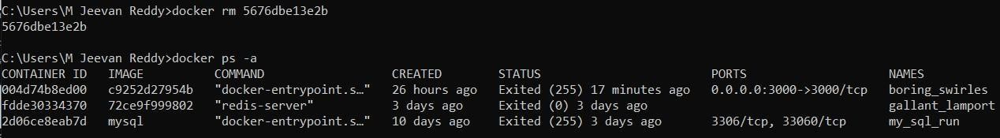 C:\Users\M Jeevan Reddy>docker rm 5676dbe13e2b
5676dbe13e2b
C:\Users\M Jeevan Reddy>docker ps -a
CONTAINER ID   IMAGE          COMMAND                  CREATED        STATUS                        PORTS                    NAMES
004d74b8ed00   c9252d27954b   "docker-entrypoint.s…"   26 hours ago   Exited (255) 17 minutes ago   0.0.0.0:3000->3000/tcp   boring_swirles
fdde30334370   72ce9f999802   "redis-server"           3 days ago     Exited (0) 3 days ago                                  gallant_lamport
2d06ce8eab7d   mysql          "docker-entrypoint.s…"   10 days ago    Exited (255) 3 days ago       3306/tcp, 33060/tcp      my_sql_run